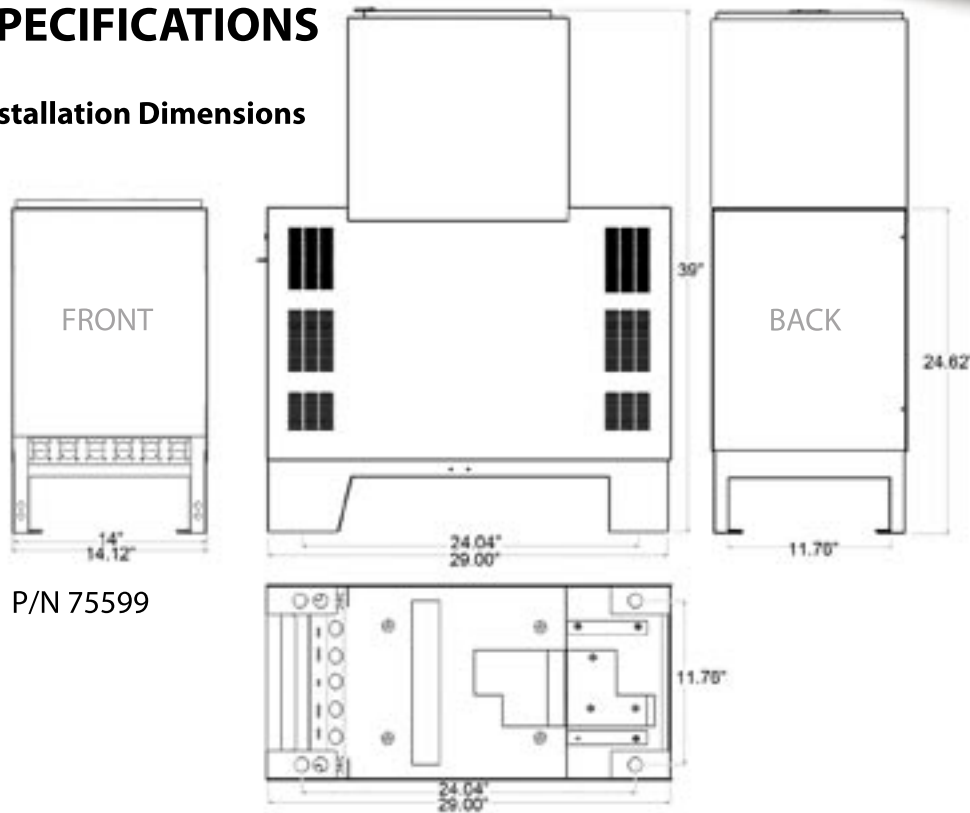 PECIFICATIONS
stallation Dimensions
FRONT
39"
BACK
24.62"
14"
14.12"
24.04"
29.00"
11.76"
P/N 75599
11.76"
24.04"
29.00"